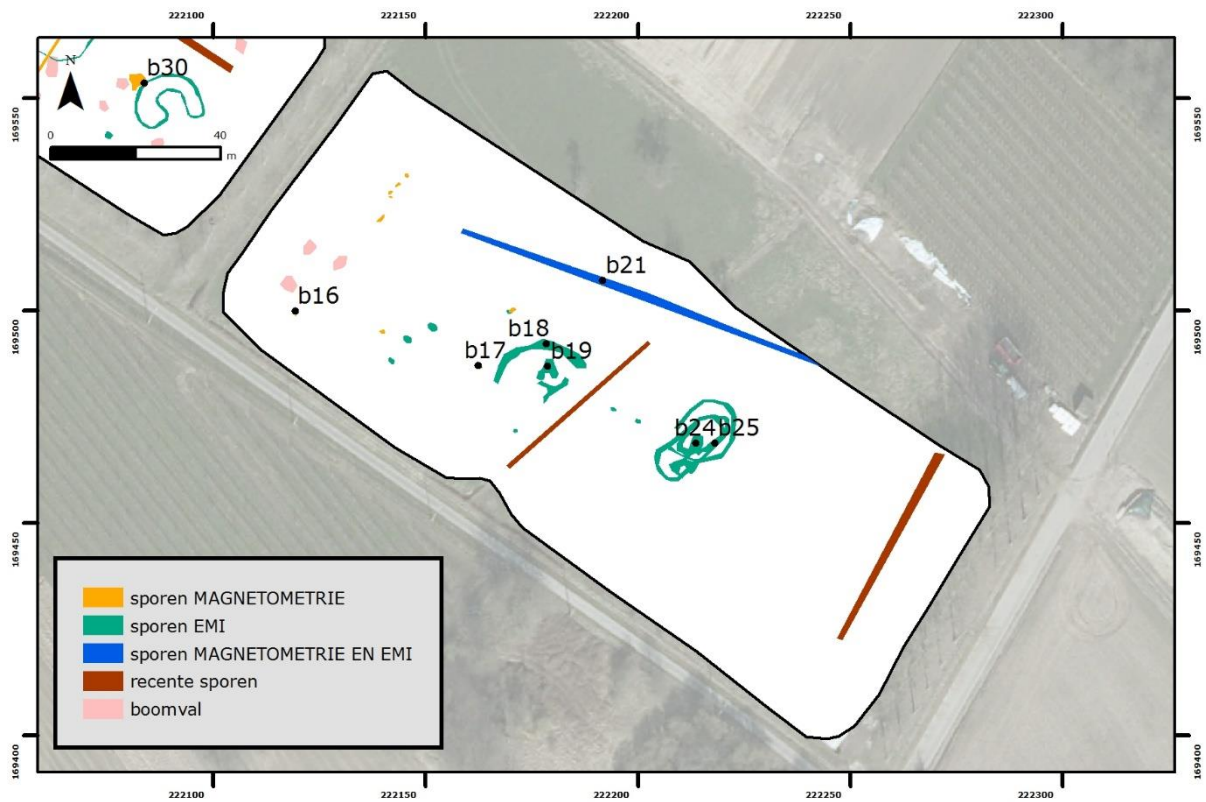 222100 222150 222200 222250 222300
b30
N
169550 169550
0 40
m
b21
b16
169500 169500
b18
b17 b19
b24 b25
169450 169450
sporen MAGNETOMETRIE
sporen EMI
sporen MAGNETOMETRIE EN EMI
recente sporen
boomval
169400 169400
222100 222150 222200 222250 222300